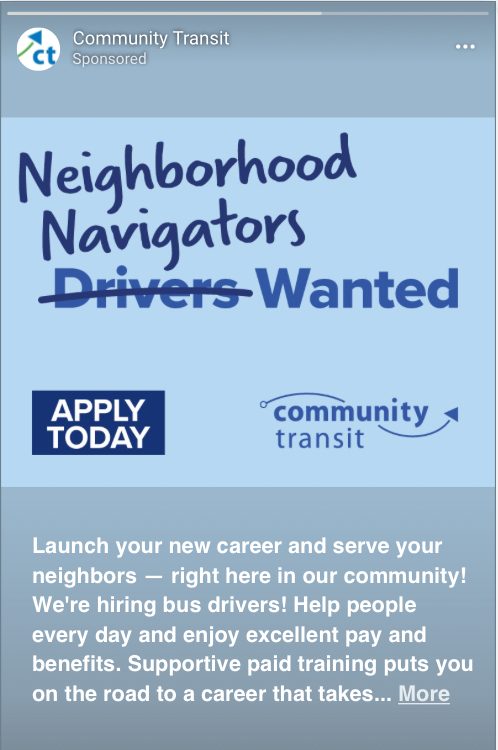 Community Transit
Sponsored
Neighborhood
Navigators
Drivers Wanted
APPLY
TODAY
community
transit
ct
Launch your new career and serve your
neighbors — right here in our community!
We're hiring bus drivers! Help people
every day and enjoy excellent pay and
benefits. Supportive paid training puts you
on the road to a career that takes... More